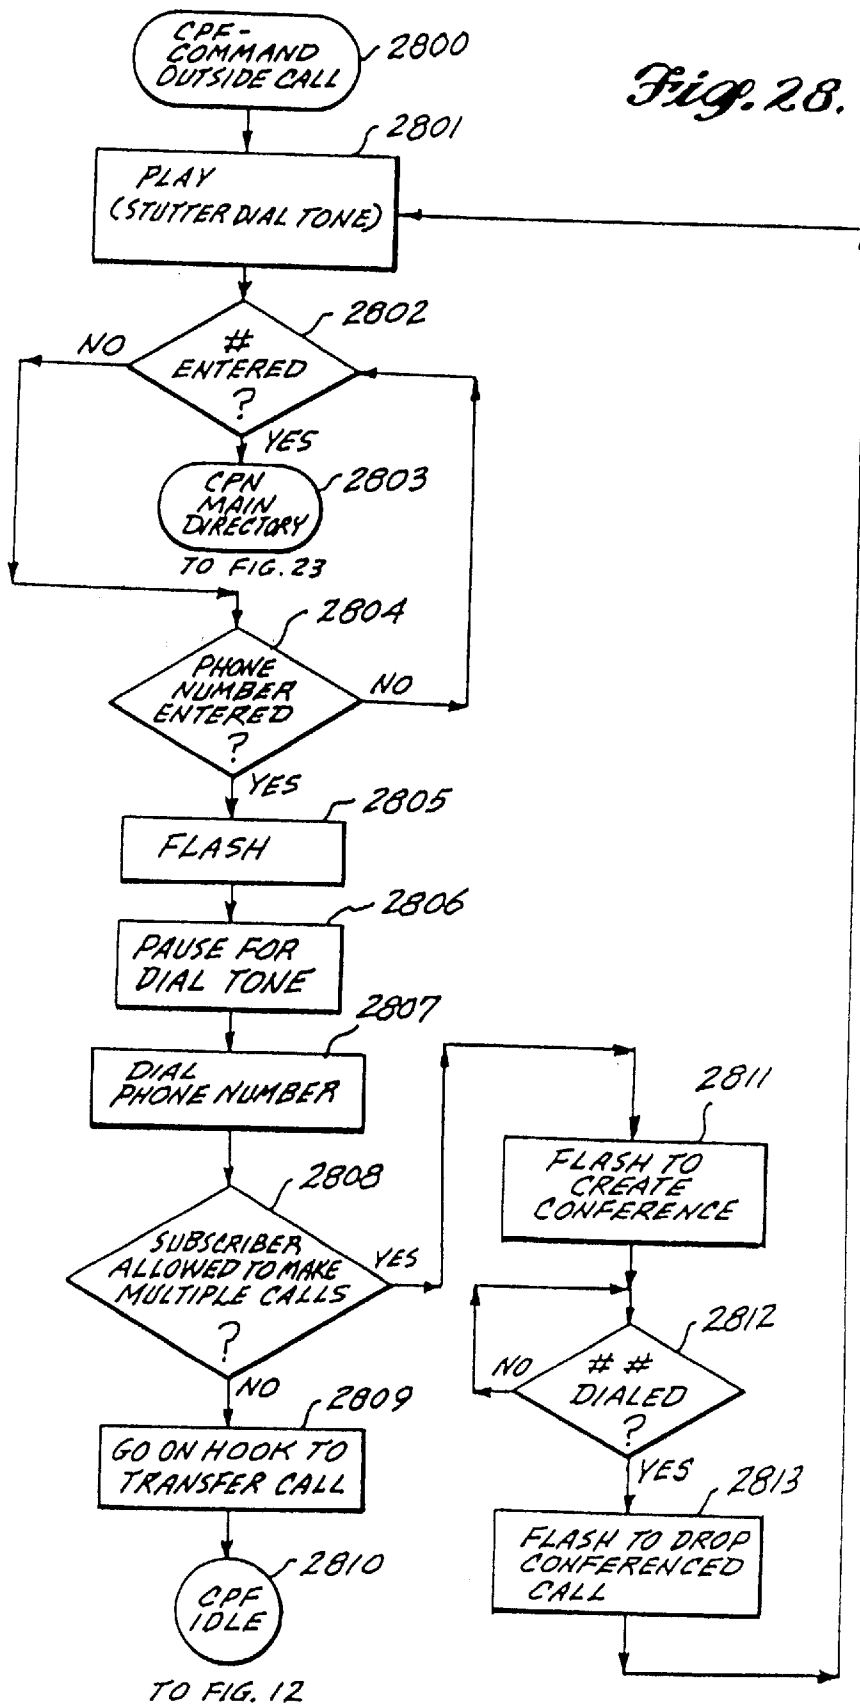 CPF-
COMMAND
OUTSIDE CALL
2800
Fig. 28.
2801
PLAY
(STUTTER DIAL TONE)
2802
#
ENTERED
?
NO
YES
2803
CPN
MAIN
DIRECTORY
TO FIG. 23
2804
PHONE
NUMBER
ENTERED
?
NO
YES
2805
FLASH
2806
PAUSE FOR
DIAL TONE
2807
DIAL
PHONE NUMBER
2808
SUBSCRIBER
ALLOWED TO MAKE
MULTIPLE CALLS
?
YES
NO
2809
GO ON HOOK TO
TRANSFER CALL
2810
CPF
IDLE
TO FIG. 12
2811
FLASH TO
CREATE
CONFERENCE
2812
# #
DIALED
?
NO
YES
2813
FLASH TO DROP
CONFERENCED
CALL